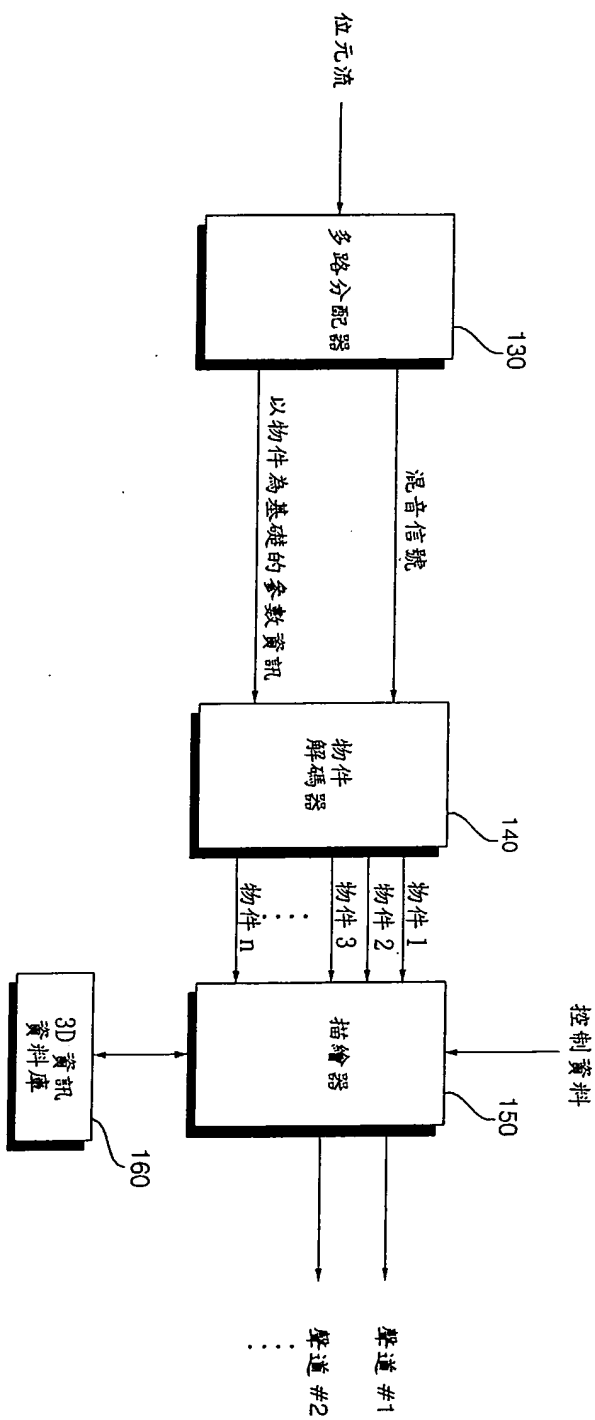 位元流
多路分配器
130
混音信號
以物件為基礎的參數資訊
物件
解碼器
140
物件 1
物件 2
物件 3
....
物件 n
控制資料
描繪器
150
3D 資訊
資料庫
160
聲道 #1
聲道 #2
....